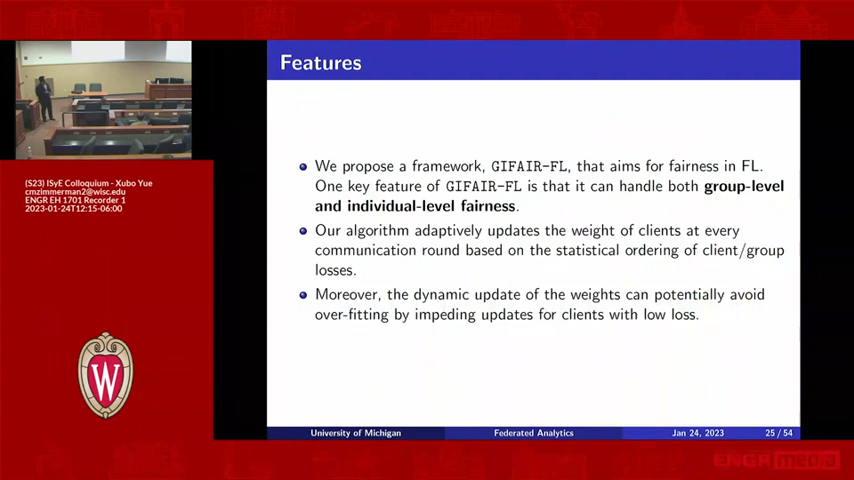 Features
We propose a framework, GIFAIR-FL, that aims for fairness in FL.
One key feature of GIFAIR-FL is that it can handle both group-level
and individual-level fairness.
Our algorithm adaptively updates the weight of clients at every
communication round based on the statistical ordering of client/group
losses.
Moreover, the dynamic update of the weights can potentially avoid
over-fitting by impeding updates for clients with low loss.
(S23) ISyE Colloquium - Xubo Yue
cmzimmerman2@wisc.edu
ENGR EH 1701 Recorder 1
2023-01-24T12:15-06:00
W
University of Michigan Federated Analytics Jan 24, 2023 25 / 54
ENGR media